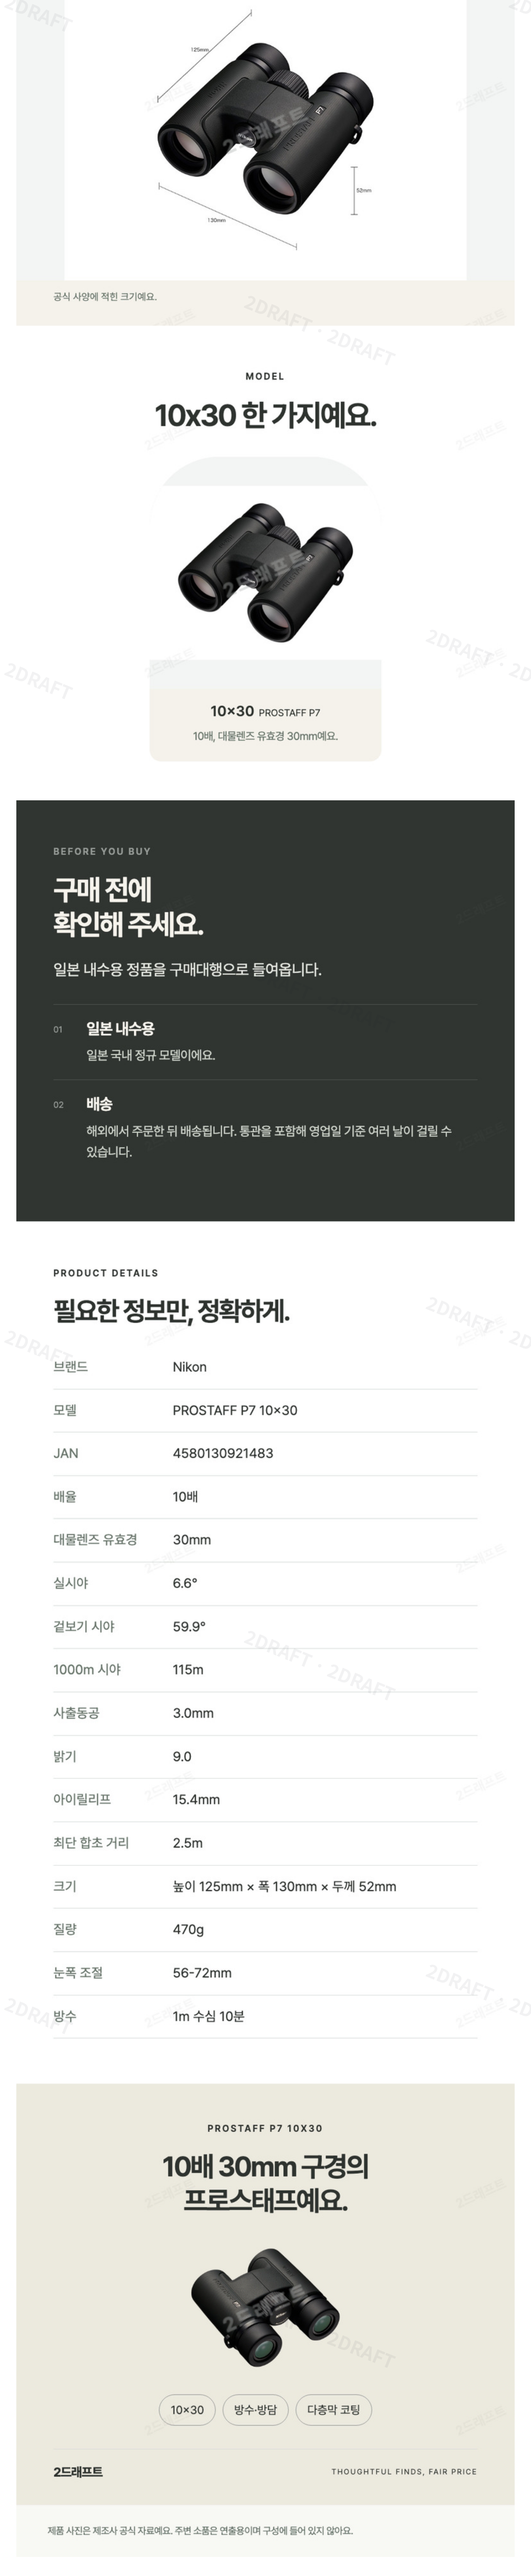 125mm
52mm
130mm
공식 사양에 적힌 크기예요.
MODEL
10x30 한 가지예요.
10×30 PROSTAFF P7
10배, 대물렌즈 유효경 30mm예요.
BEFORE YOU BUY
구매 전에
확인해 주세요.
일본 내수용 정품을 구매대행으로 들여옵니다.
01 일본 내수용
일본 국내 정규 모델이에요.
02 배송
해외에서 주문한 뒤 배송됩니다. 통관을 포함해 영업일 기준 여러 날이 걸릴 수
있습니다.
PRODUCT DETAILS
필요한 정보만, 정확하게.
브랜드 Nikon
모델 PROSTAFF P7 10×30
JAN 4580130921483
배율 10배
대물렌즈 유효경 30mm
실시야 6.6°
겉보기 시야 59.9°
1000m 시야 115m
사출동공 3.0mm
밝기 9.0
아이릴리프 15.4mm
최단 합초 거리 2.5m
크기 높이 125mm × 폭 130mm × 두께 52mm
질량 470g
눈폭 조절 56-72mm
방수 1m 수심 10분
PROSTAFF P7 10X30
10배 30mm 구경의
프로스태프예요.
10×30 방수·방담 다층막 코팅
2드래프트 THOUGHTFUL FINDS, FAIR PRICE
제품 사진은 제조사 공식 자료예요. 주변 소품은 연출용이며 구성에 들어 있지 않아요.
2DRAFT · 2DRAFT
2드래프트